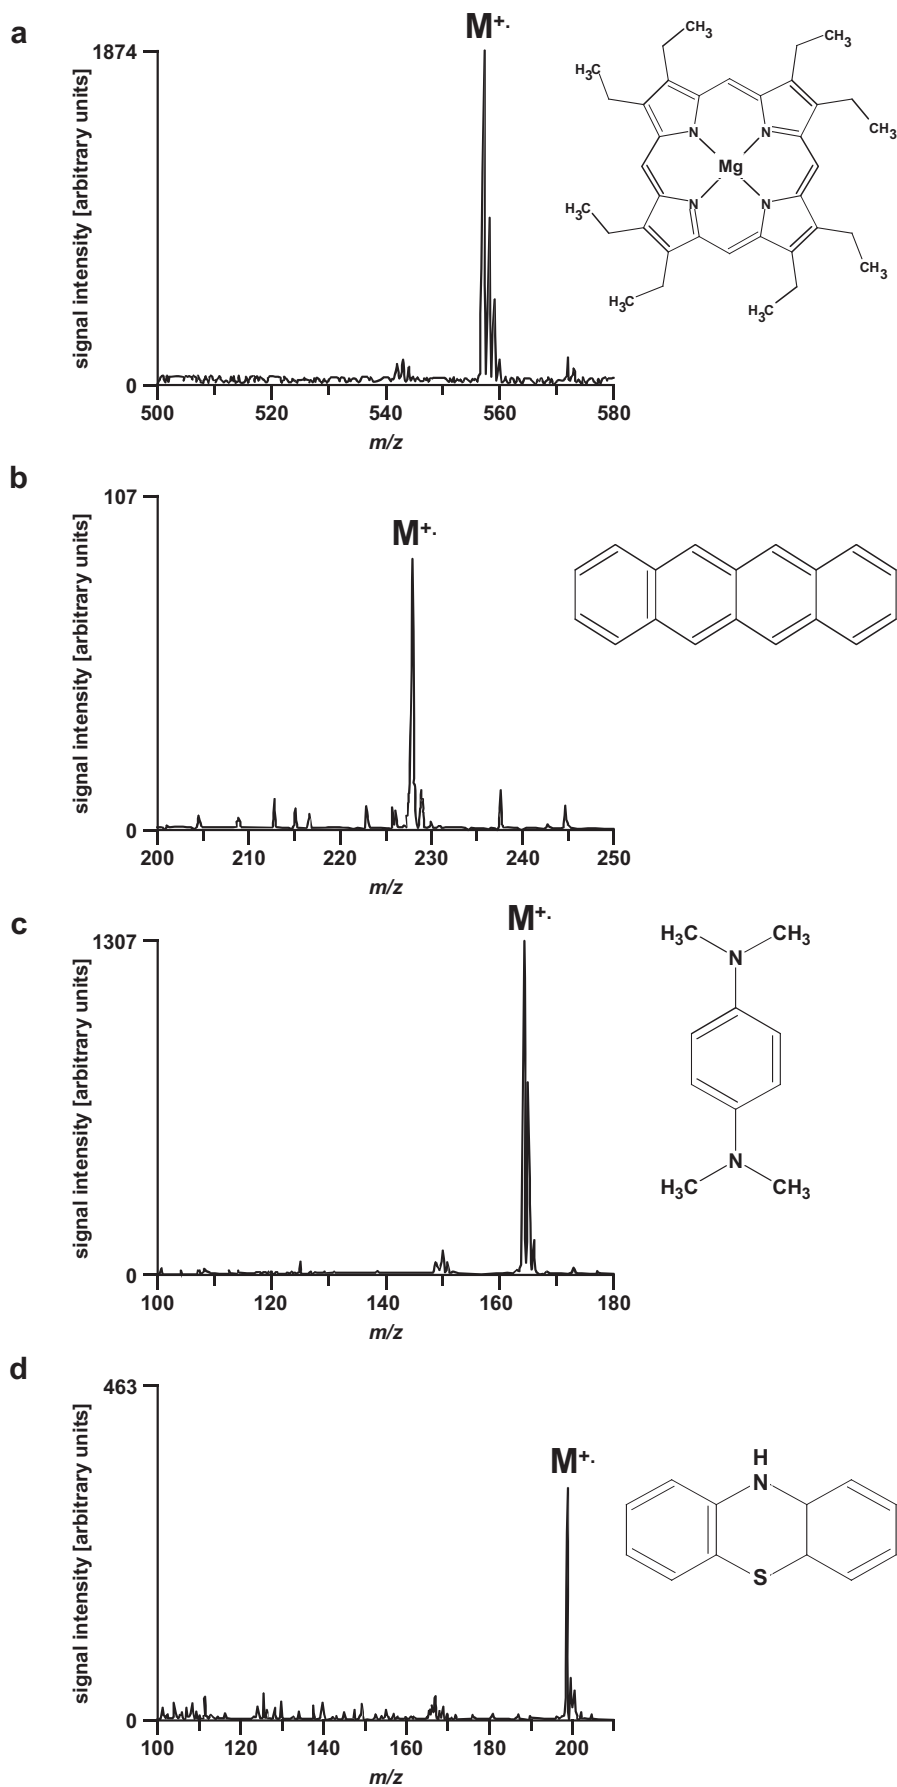 a
M+.
1874
signal intensity [arbitrary units]
0
500 520 540 560 580
m/z
CH3
CH3
H3C
CH3
N N
Mg
N N
H3C
CH3
H3C
H3C
b
M+.
107
signal intensity [arbitrary units]
0
200 210 220 230 240 250
m/z
c
M+.
1307
signal intensity [arbitrary units]
0
100 120 140 160 180
m/z
H3C CH3
N
N
H3C CH3
d
M+.
463
signal intensity [arbitrary units]
0
100 120 140 160 180 200
m/z
H
N
S